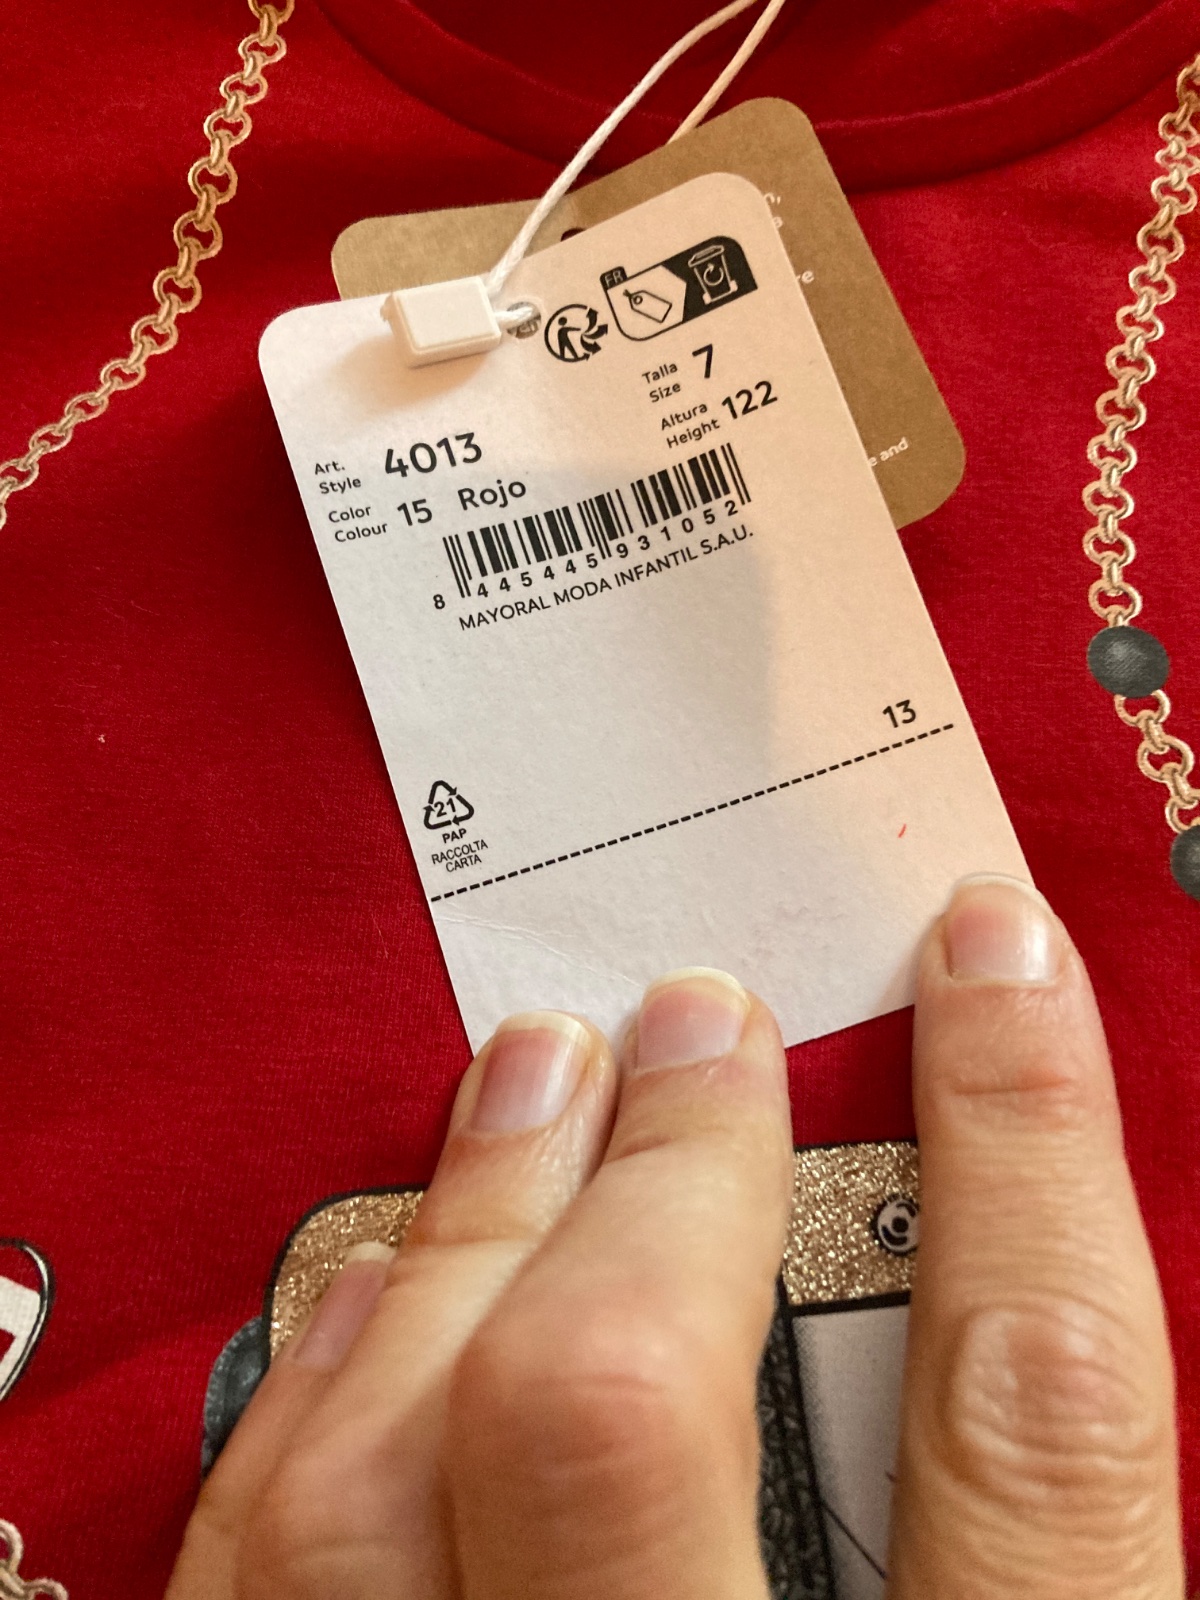 FR
Talla
Size 7
Altura
Height 122
Art.
Style 4013
Color
Colour 15 Rojo
8 445445 931052
MAYORAL MODA INFANTIL S.A.U.
13
21
PAP
RACCOLTA
CARTA
e and